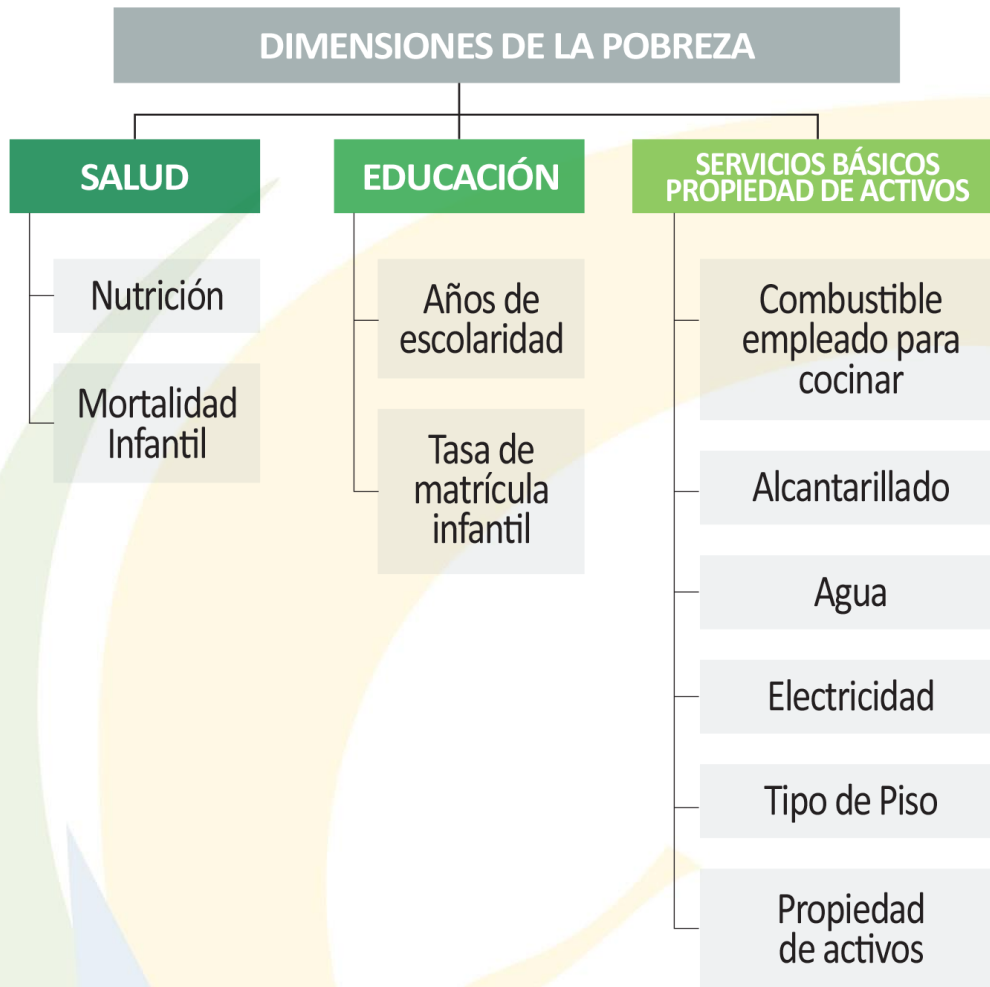 DIMENSIONES DE LA POBREZA
SALUD
Nutrición
Mortalidad
Infantil
EDUCACIÓN
Años de
escolaridad
Tasa de
matrícula
infantil
SERVICIOS BÁSICOS
PROPIEDAD DE ACTIVOS
Combustible
empleado para
cocinar
Alcantarillado
Agua
Electricidad
Tipo de Piso
Propiedad
de activos